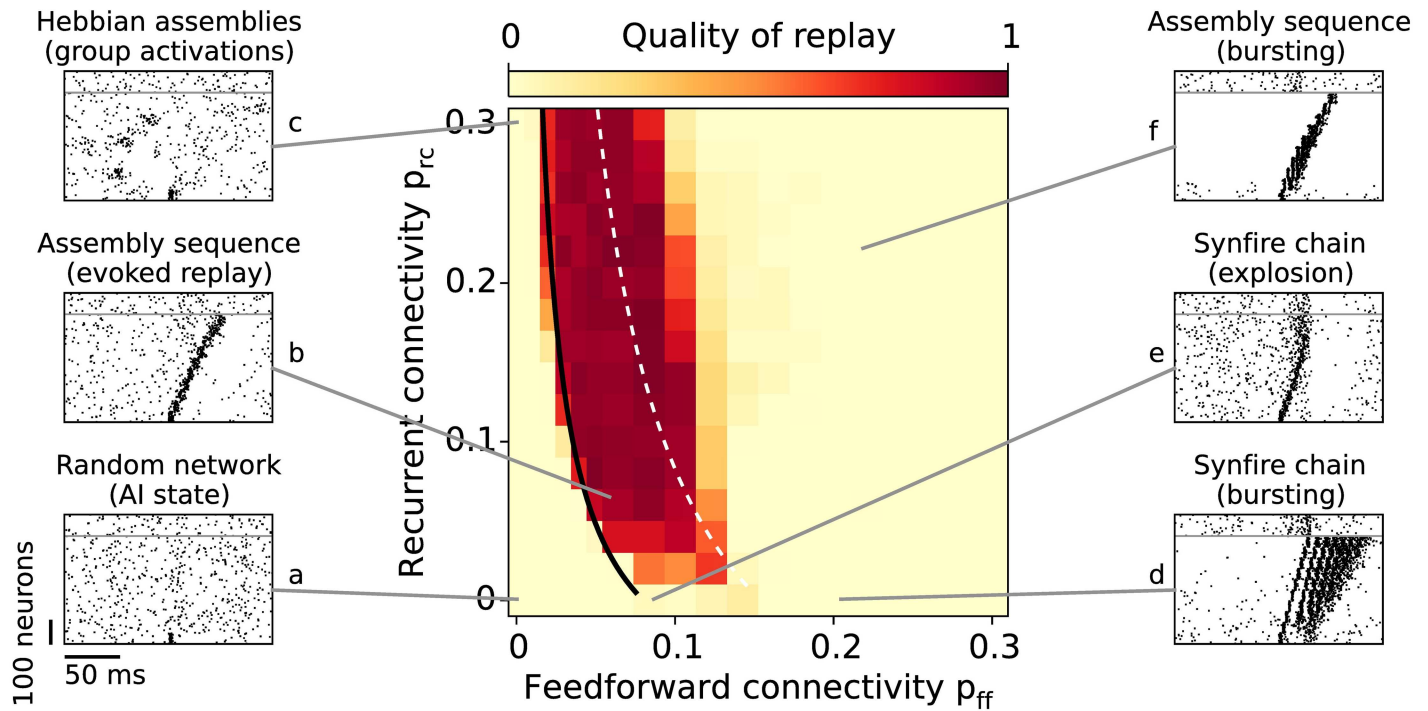 Hebbian assemblies
(group activations)
c
Assembly sequence
(evoked replay)
b
Random network
(AI state)
a
100 neurons
50 ms
0 Quality of replay 1
Recurrent connectivity p_rc
0.3
0.2
0.1
0
0 0.1 0.2 0.3
Feedforward connectivity p_ff
Assembly sequence
(bursting)
f
Synfire chain
(explosion)
e
Synfire chain
(bursting)
d